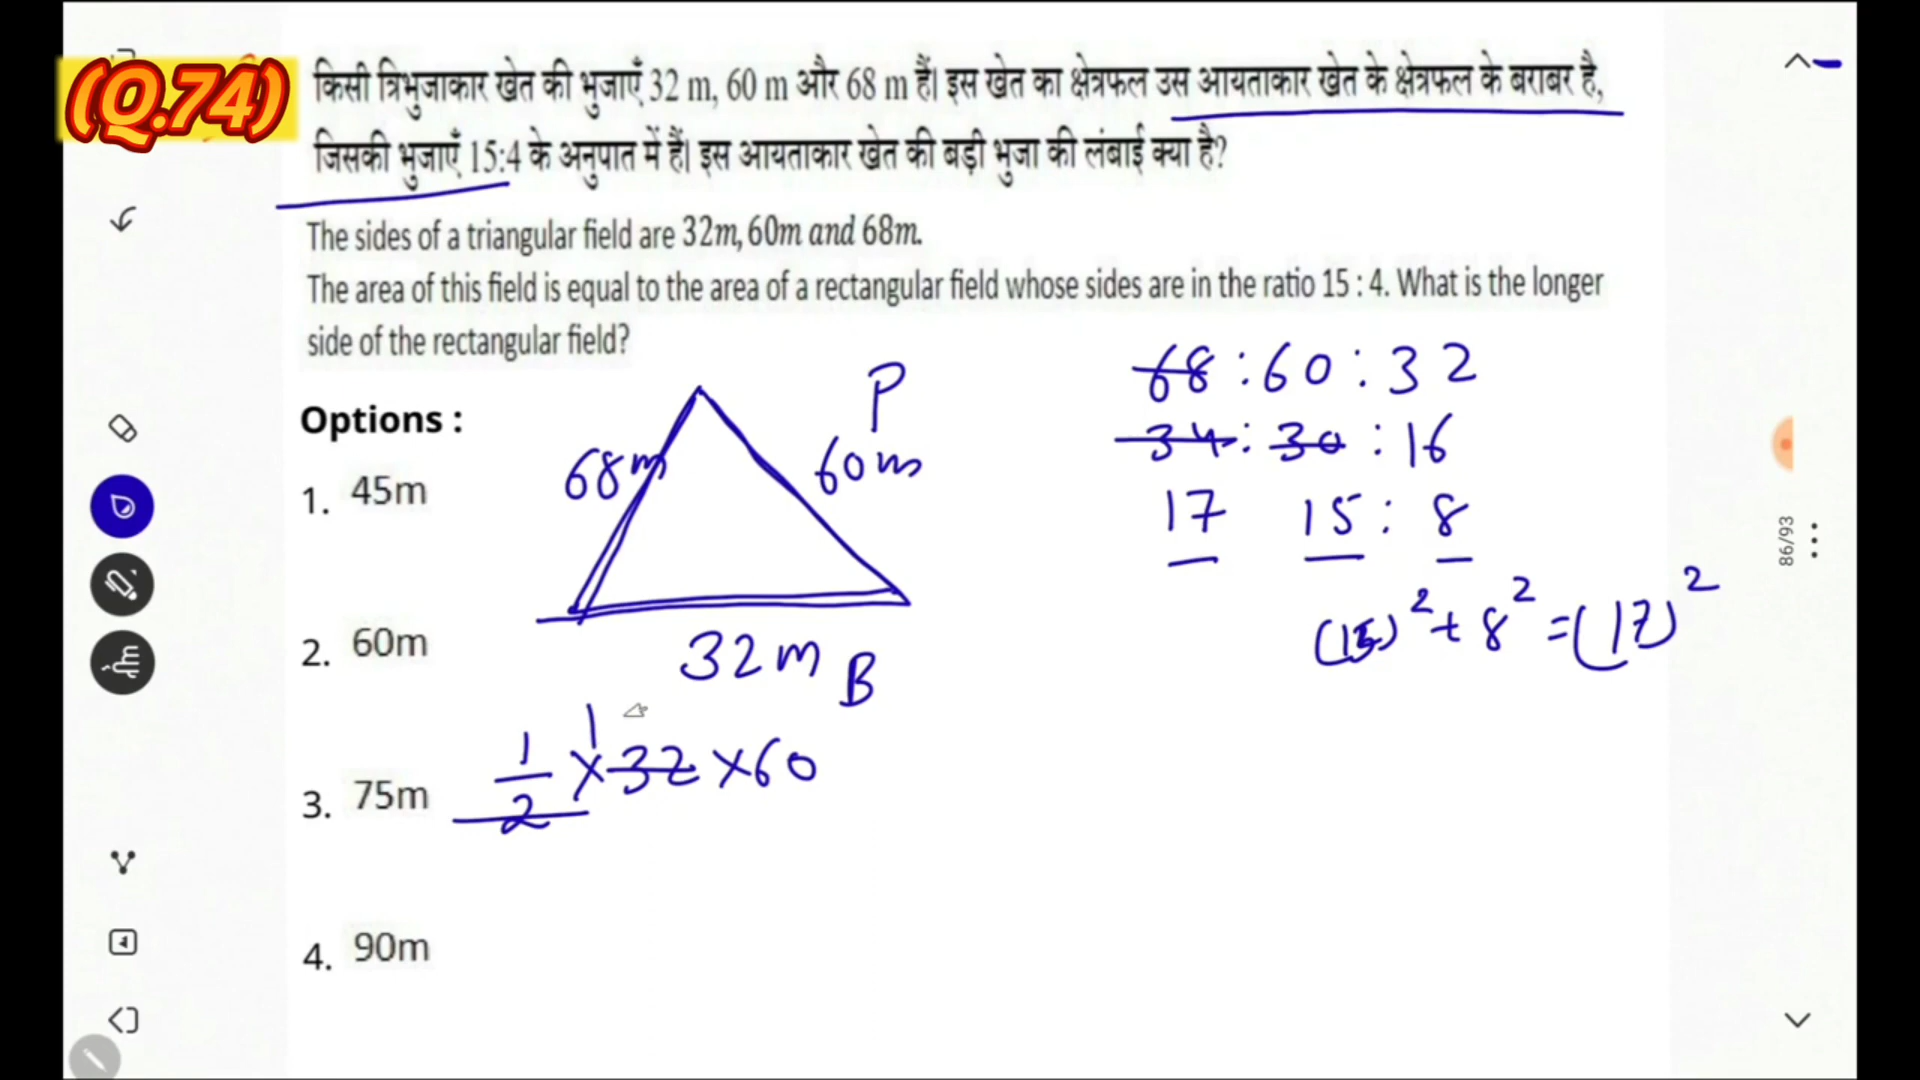 (Q.74)
किसी त्रिभुजाकार खेत की भुजाएँ 32 m, 60 m और 68 m हैं। इस खेत का क्षेत्रफल उस आयताकार खेत के क्षेत्रफल के बराबर है,
जिसकी भुजाएँ 15:4 के अनुपात में हैं। इस आयताकार खेत की बड़ी भुजा की लंबाई क्या है?
The sides of a triangular field are 32m, 60m and 68m.
The area of this field is equal to the area of a rectangular field whose sides are in the ratio 15 : 4. What is the longer
side of the rectangular field?
68 : 60 : 32
34 : 30 : 16
17 15 : 8
(15)² + 8² = (17)²
Options :
P
68m
60m
32m
B
1. 45m
2. 60m
1/2 × 32 × 60
1
3. 75m
4. 90m
86/93